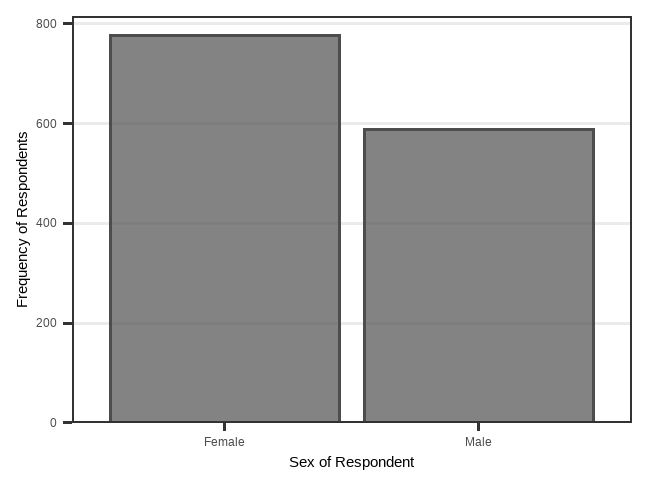 800
600
400
200
0
Frequency of Respondents
Female
Male
Sex of Respondent